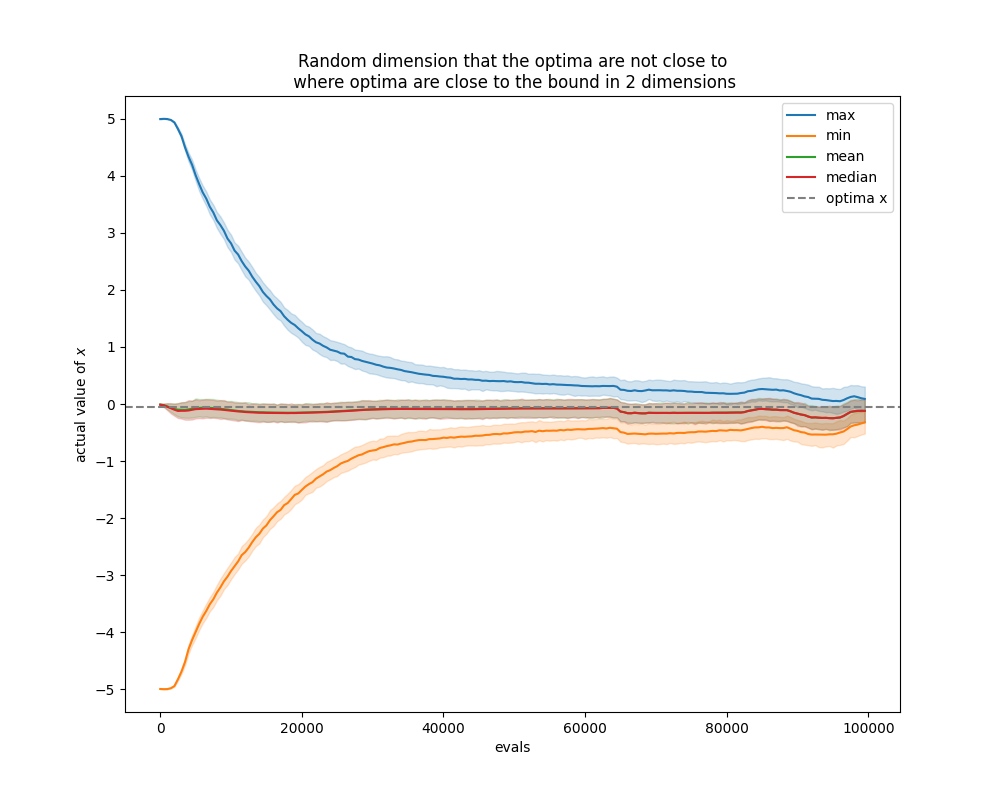 Random dimension that the optima are not close to
where optima are close to the bound in 2 dimensions
max
min
mean
median
optima x
5
4
3
2
1
0
−1
−2
−3
−4
−5
actual value of x
0
20000
40000
60000
80000
100000
evals